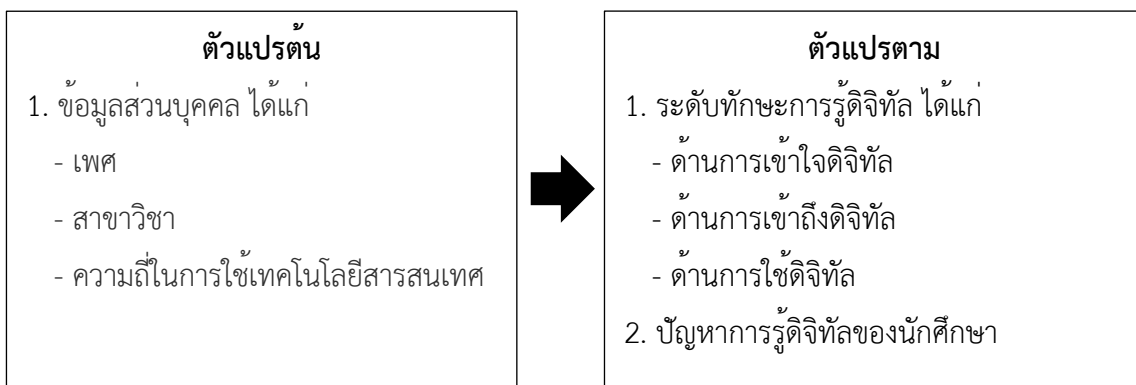 ตัวแปรต้น
1. ข้อมูลส่วนบุคคล ได้แก่
- เพศ
- สาขาวิชา
- ความถี่ในการใช้เทคโนโลยีสารสนเทศ
ตัวแปรตาม
1. ระดับทักษะการรู้ดิจิทัล ได้แก่
- ด้านการเข้าใจดิจิทัล
- ด้านการเข้าถึงดิจิทัล
- ด้านการใช้ดิจิทัล
2. ปัญหาการรู้ดิจิทัลของนักศึกษา